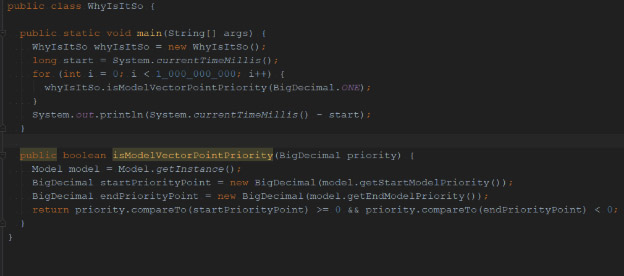 public class WhyIsItSo {
public static void main(String[] args) {
WhyIsItSo whyIsItSo = new WhyIsItSo();
long start = System.currentTimeMillis();
for (int i = 0; i < 1_000_000_000; i++) {
whyIsItSo.isModelVectorPointPriority(BigDecimal.ONE);
}
System.out.println(System.currentTimeMillis() - start);
}
public boolean isModelVectorPointPriority(BigDecimal priority) {
Model model = Model.getInstance();
BigDecimal startPriorityPoint = new BigDecimal(model.getStartModelPriority());
BigDecimal endPriorityPoint = new BigDecimal(model.getEndModelPriority());
return priority.compareTo(startPriorityPoint) >= 0 && priority.compareTo(endPriorityPoint) < 0;
}
}